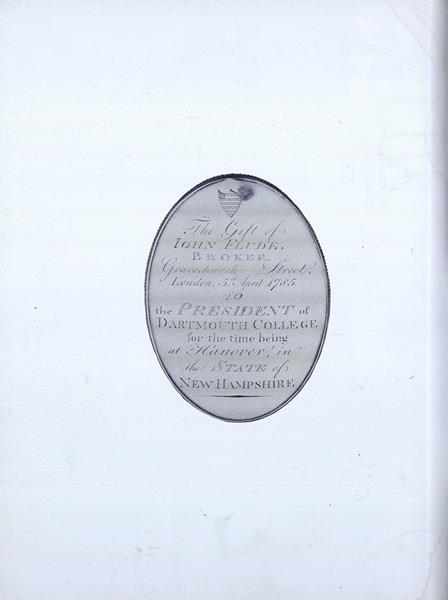 The Gift of
IOHN FLUDE,
BROKER,
Gracechurch Street,
London, 5th April 1785.
TO
the PRESIDENT of
DARTMOUTH COLLEGE
for the time being
at Hanover, in
the STATE of
NEW HAMPSHIRE